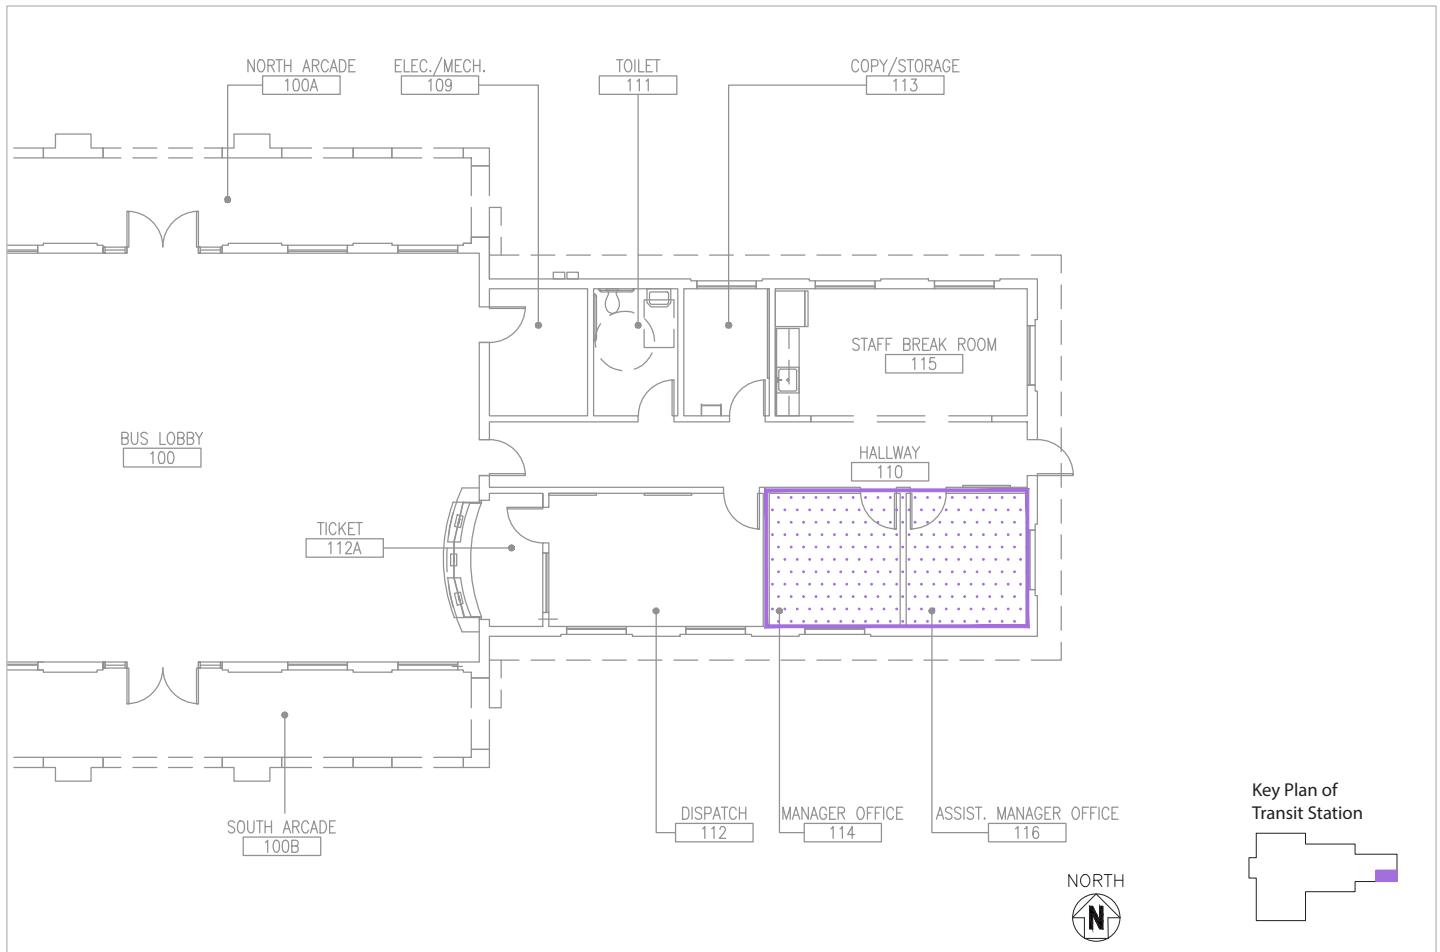 NORTH ARCADE
100A
ELEC./MECH.
109
TOILET
111
COPY/STORAGE
113
STAFF BREAK ROOM
115
BUS LOBBY
100
HALLWAY
110
TICKET
112A
DISPATCH
112
MANAGER OFFICE
114
ASSIST. MANAGER OFFICE
116
SOUTH ARCADE
100B
Key Plan of
Transit Station
NORTH
N